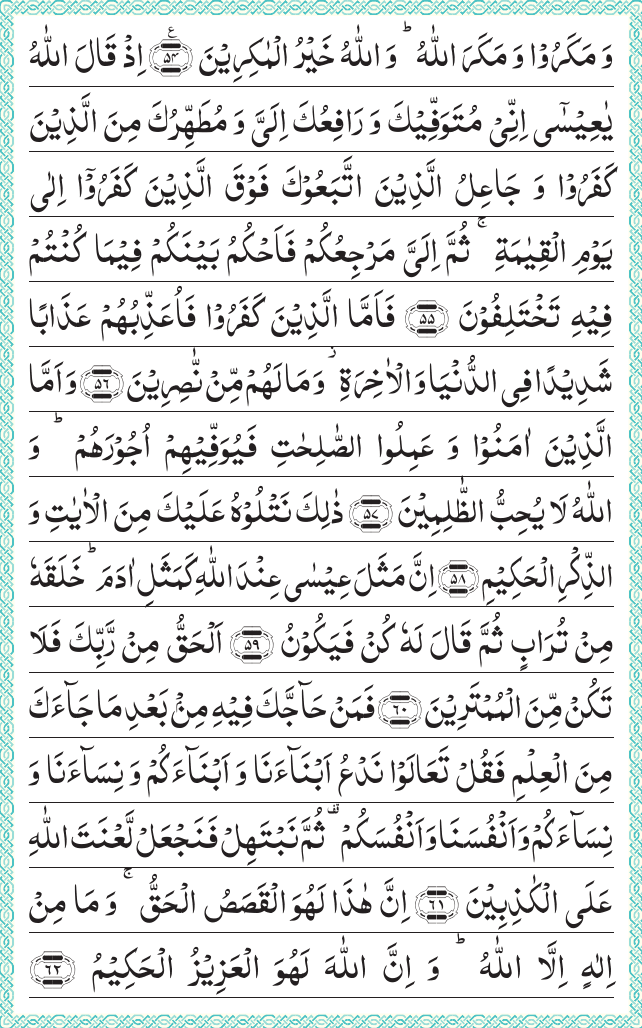 وَ مَكَرُوْا وَ مَكَرَ اللّٰهُ ؕ وَ اللّٰهُ خَیْرُ الْمٰكِرِیْنَ ۟﴿۵۴﴾ اِذْ قَالَ اللّٰهُ
یٰعِیْسٰۤی اِنِّیْ مُتَوَفِّیْكَ وَ رَافِعُكَ اِلَیَّ وَ مُطَهِّرُكَ مِنَ الَّذِیْنَ
كَفَرُوْا وَ جَاعِلُ الَّذِیْنَ اتَّبَعُوْكَ فَوْقَ الَّذِیْنَ كَفَرُوْۤا اِلٰی
یَوْمِ الْقِیٰمَةِ ۚ ثُمَّ اِلَیَّ مَرْجِعُكُمْ فَاَحْكُمُ بَیْنَكُمْ فِیْمَا كُنْتُمْ
فِیْهِ تَخْتَلِفُوْنَ ﴿۵۵﴾ فَاَمَّا الَّذِیْنَ كَفَرُوْا فَاُعَذِّبُهُمْ عَذَابًا
شَدِیْدًا فِی الدُّنْیَا وَ الْاٰخِرَةِ ؗ وَ مَا لَهُمْ مِّنْ نّٰصِرِیْنَ ﴿۵۶﴾ وَ اَمَّا
الَّذِیْنَ اٰمَنُوْا وَ عَمِلُوا الصّٰلِحٰتِ فَیُوَفِّیْهِمْ اُجُوْرَهُمْ ؕ وَ
اللّٰهُ لَا یُحِبُّ الظّٰلِمِیْنَ ﴿۵۷﴾ ذٰلِكَ نَتْلُوْهُ عَلَیْكَ مِنَ الْاٰیٰتِ وَ
الذِّكْرِ الْحَكِیْمِ ﴿۵۸﴾ اِنَّ مَثَلَ عِیْسٰی عِنْدَ اللّٰهِ كَمَثَلِ اٰدَمَ ؕ خَلَقَهٗ
مِنْ تُرَابٍ ثُمَّ قَالَ لَهٗ كُنْ فَیَكُوْنُ ﴿۵۹﴾ اَلْحَقُّ مِنْ رَّبِّكَ فَلَا
تَكُنْ مِّنَ الْمُمْتَرِیْنَ ﴿۶۰﴾ فَمَنْ حَآجَّكَ فِیْهِ مِنْۢ بَعْدِ مَا جَآءَكَ
مِنَ الْعِلْمِ فَقُلْ تَعَالَوْا نَدْعُ اَبْنَآءَنَا وَ اَبْنَآءَكُمْ وَ نِسَآءَنَا وَ
نِسَآءَكُمْ وَ اَنْفُسَنَا وَ اَنْفُسَكُمْ ۫ ثُمَّ نَبْتَهِلْ فَنَجْعَلْ لَّعْنَتَ اللّٰهِ
عَلَی الْكٰذِبِیْنَ ﴿۶۱﴾ اِنَّ هٰذَا لَهُوَ الْقَصَصُ الْحَقُّ ۚ وَ مَا مِنْ
اِلٰهٍ اِلَّا اللّٰهُ ؕ وَ اِنَّ اللّٰهَ لَهُوَ الْعَزِیْزُ الْحَكِیْمُ ﴿۶۲﴾